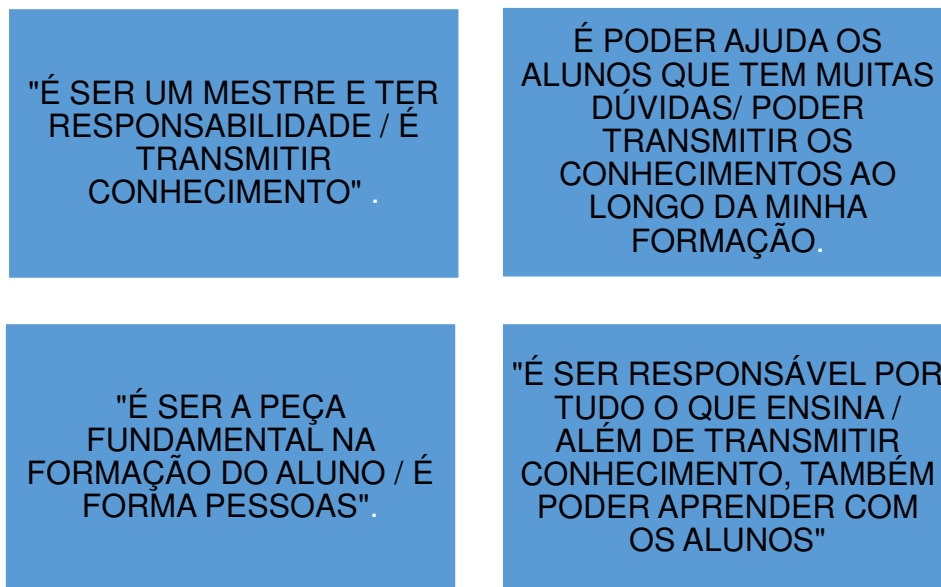 "É SER UM MESTRE E TER
RESPONSABILIDADE / É
TRANSMITIR
CONHECIMENTO" .
É PODER AJUDA OS
ALUNOS QUE TEM MUITAS
DÚVIDAS/ PODER
TRANSMITIR OS
CONHECIMENTOS AO
LONGO DA MINHA
FORMAÇÃO.
"É SER A PEÇA
FUNDAMENTAL NA
FORMAÇÃO DO ALUNO / É
FORMA PESSOAS".
"É SER RESPONSÁVEL POR
TUDO O QUE ENSINA /
ALÉM DE TRANSMITIR
CONHECIMENTO, TAMBÉM
PODER APRENDER COM
OS ALUNOS"